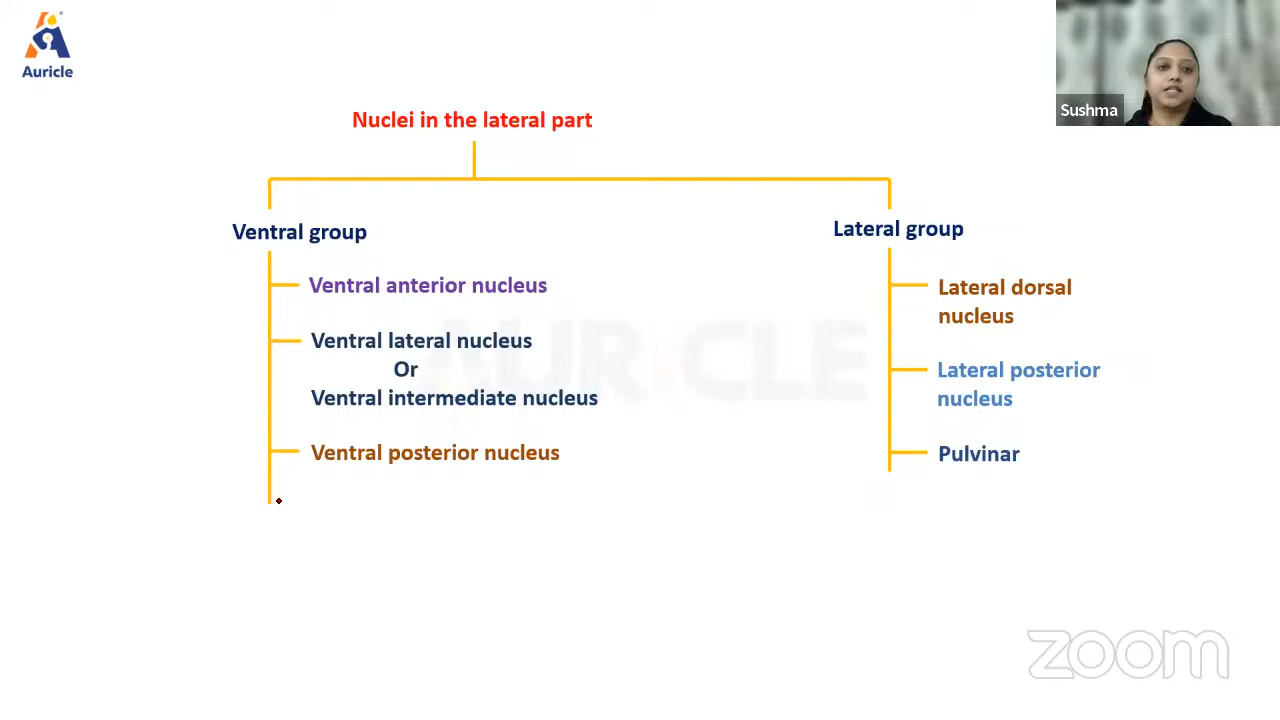 Auricle
Sushma
Nuclei in the lateral part
Ventral group
Lateral group
Ventral anterior nucleus
Ventral lateral nucleus
Or
Ventral intermediate nucleus
Ventral posterior nucleus
Lateral dorsal
nucleus
Lateral posterior
nucleus
Pulvinar
AURICLE
zoom